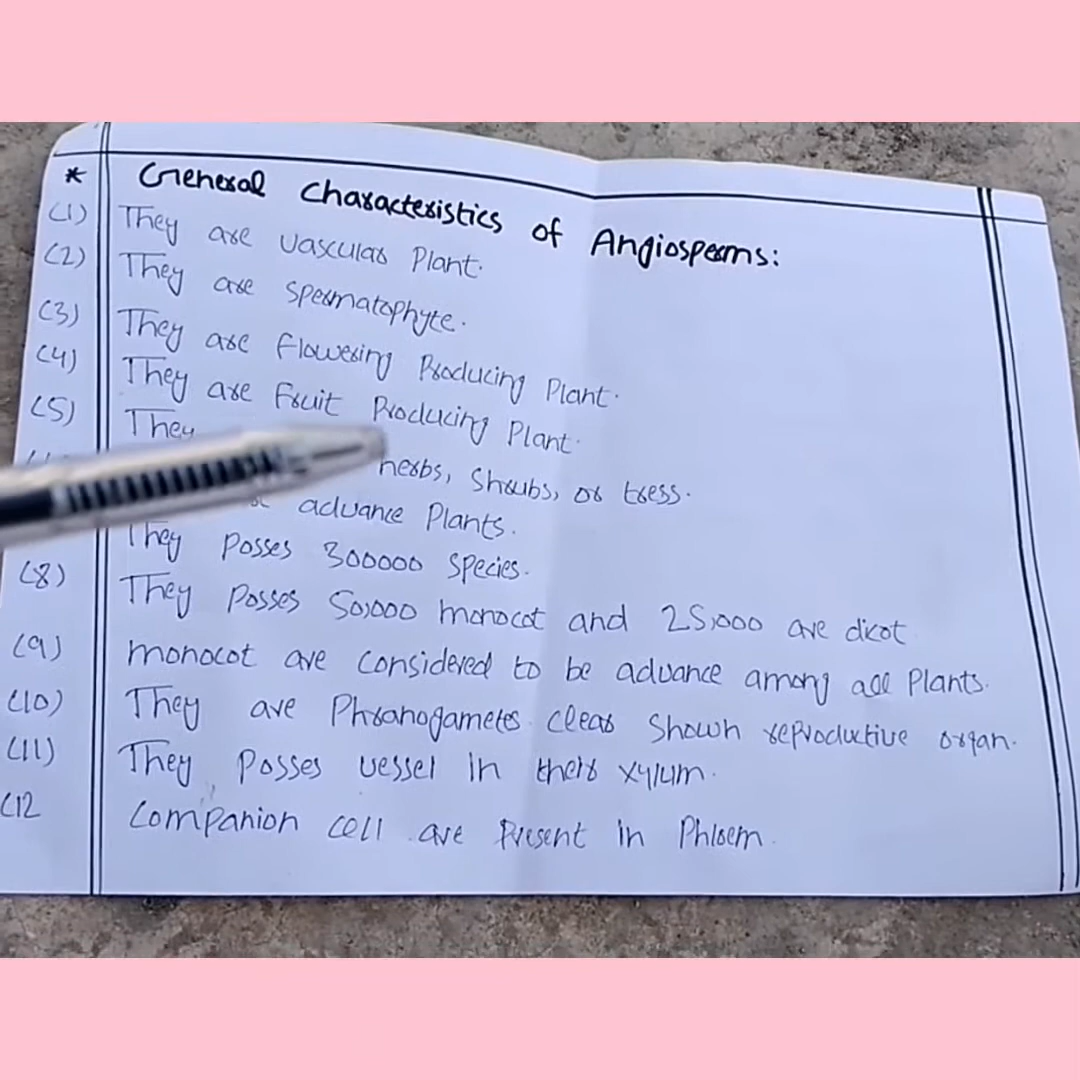 * General Characteristics of Angiosperms:
(1) They are vascular Plant.
(2) They are spermatophyte.
(3) They are flowering Producing Plant.
(4) They are Fruit Producing Plant.
(5) They herbs, Shrubs, or tress.
advance Plants.
They Posses 300000 species.
(8) They Posses 50,000 monocot and 25,000 are dicot
(9) monocot are considered to be advance among all Plants.
(10) They are Phranogametes clear shown reproductive organ.
(11) They Posses vessel in their xylum.
(12 Companion cell are Present in Phloem.